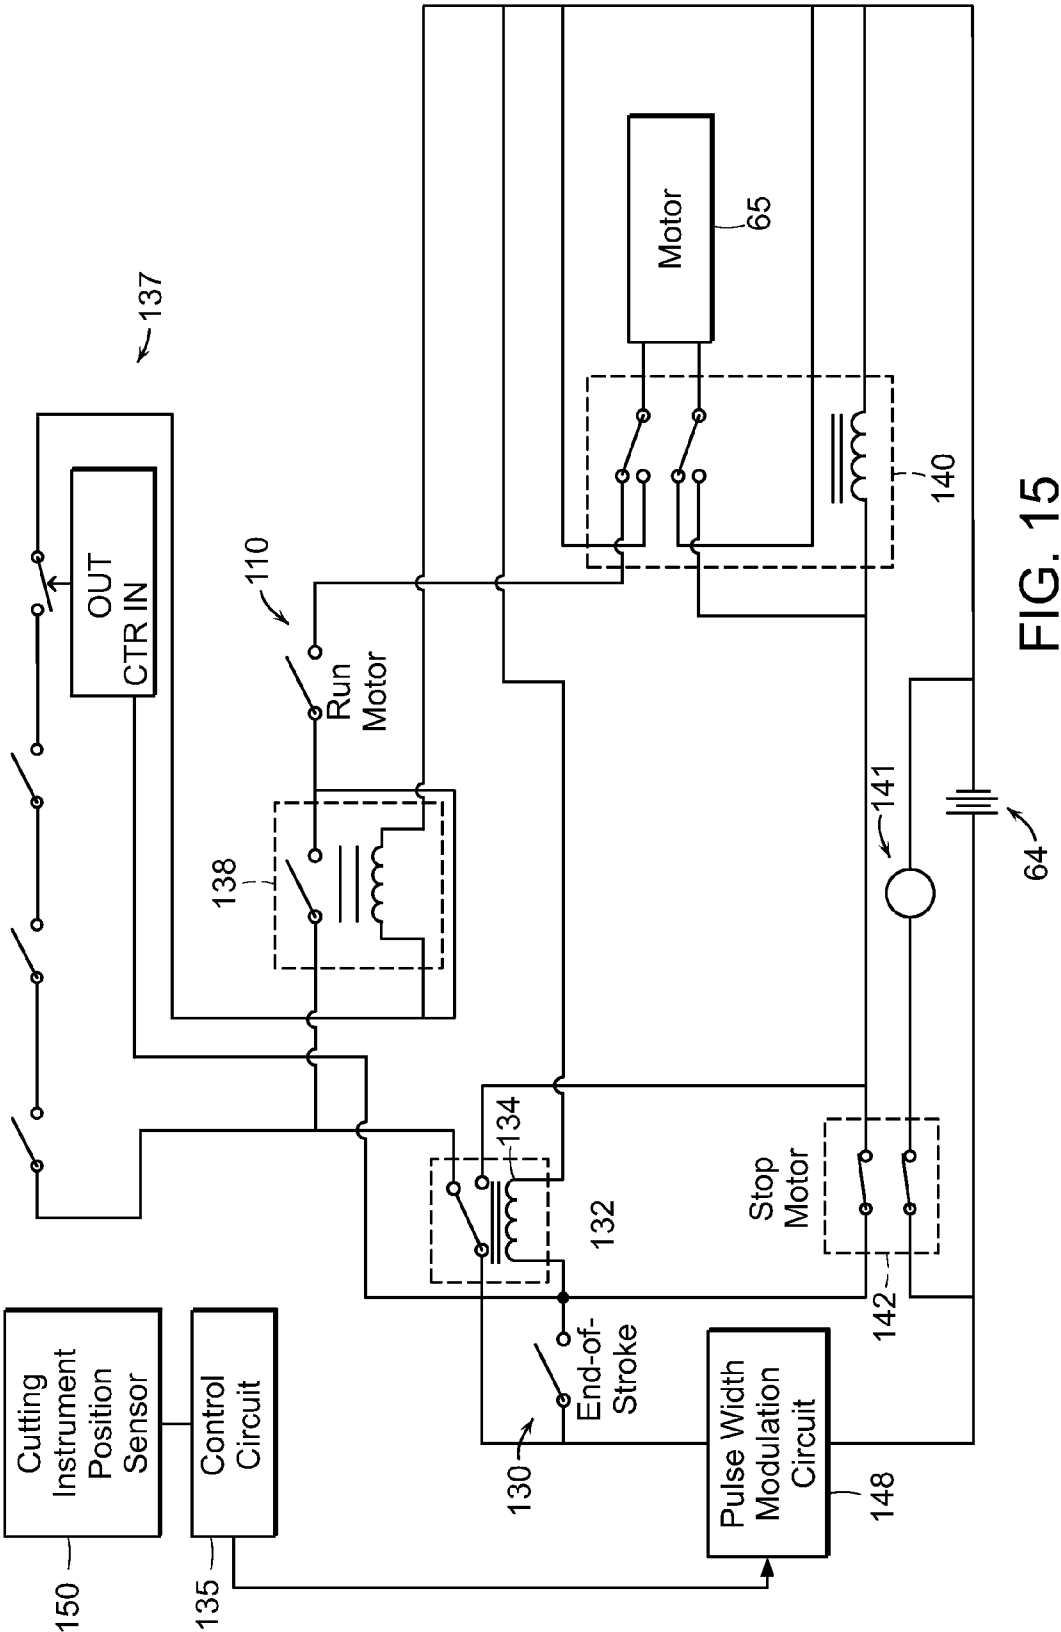 150
Cutting
Instrument
Position
Sensor
135
Control
Circuit
137
OUT
CTR IN
138
110
Run
Motor
130
End-of-
Stroke
132
134
Motor
65
140
148
Pulse Width
Modulation
Circuit
142
Stop
Motor
141
64
FIG. 15